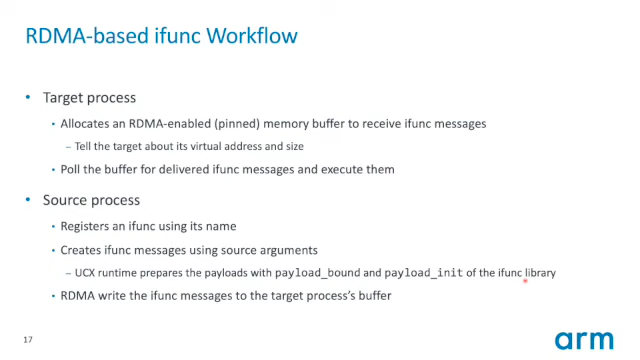 RDMA-based ifunc Workflow
• Target process
• Allocates an RDMA-enabled (pinned) memory buffer to receive ifunc messages
– Tell the target about its virtual address and size
• Poll the buffer for delivered ifunc messages and execute them
• Source process
• Registers an ifunc using its name
• Creates ifunc messages using source arguments
– UCX runtime prepares the payloads with payload_bound and payload_init of the ifunc library
• RDMA write the ifunc messages to the target process's buffer
17
arm